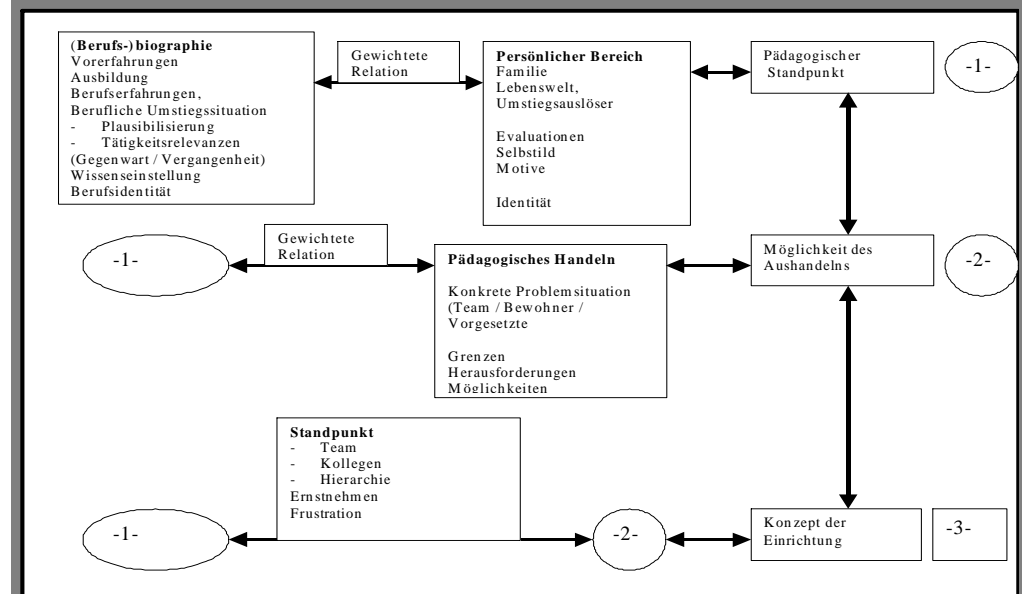 (Berufs-)biographie
Vorerfahrungen
Ausbildung
Berufserfahrungen,
Berufliche Umstiegssituation
- Plausibilisierung
- Tätigkeitsrelevanzen
(Gegenwart / Vergangenheit)
Wissenseinstellung
Berufsidentität
Gewichtete
Relation
Persönlicher Bereich
Familie
Lebenswelt,
Umstiegsauslöser
Evaluationen
Selbstild
Motive
Identität
Pädagogischer
Standpunkt
-1-
-1-
Gewichtete
Relation
Pädagogisches Handeln
Konkrete Problemsituation
(Team / Bewohner /
Vorgesetzte
Grenzen
Herausforderungen
Möglichkeiten
Möglichkeit des
Aushandelns
-2-
-1-
Standpunkt
- Team
- Kollegen
- Hierarchie
Ernstnehmen
Frustration
-2-
Konzept der
Einrichtung
-3-